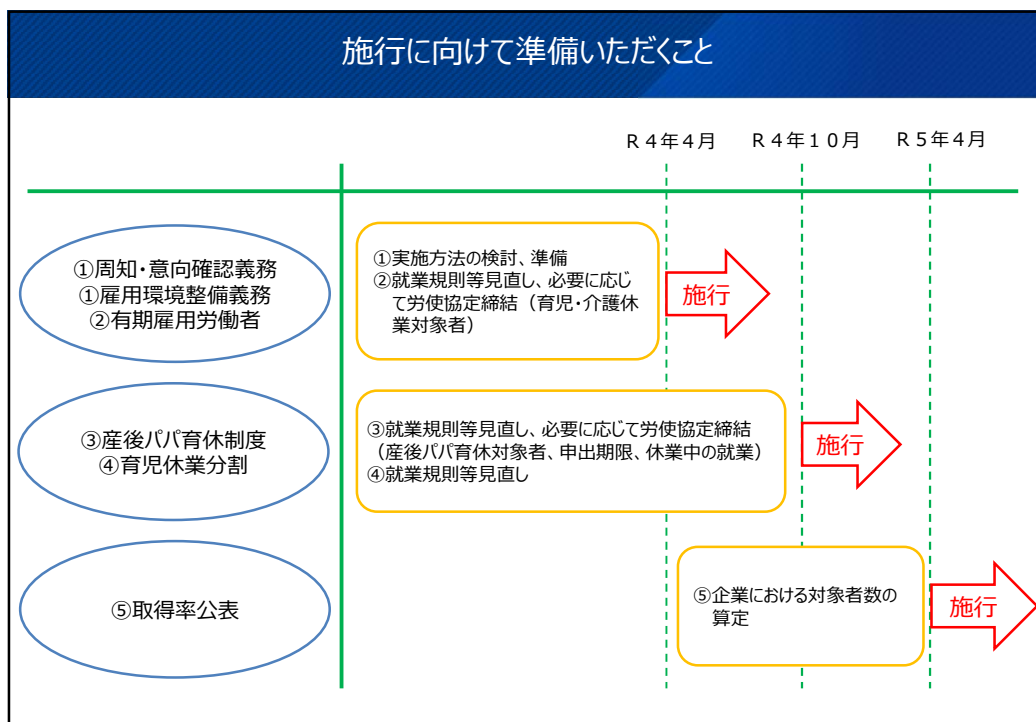 施行に向けて準備いただくこと
R4年4月
R4年10月
R5年4月
①周知・意向確認義務
①雇用環境整備義務
②有期雇用労働者
①実施方法の検討、準備
②就業規則等見直し、必要に応じ
て労使協定締結（育児・介護休
業対象者）
施行
③産後パパ育休制度
④育児休業分割
③就業規則等見直し、必要に応じて労使協定締結
（産後パパ育休対象者、申出期限、休業中の就業）
④就業規則等見直し
施行
⑤取得率公表
⑤企業における対象者数の
算定
施行